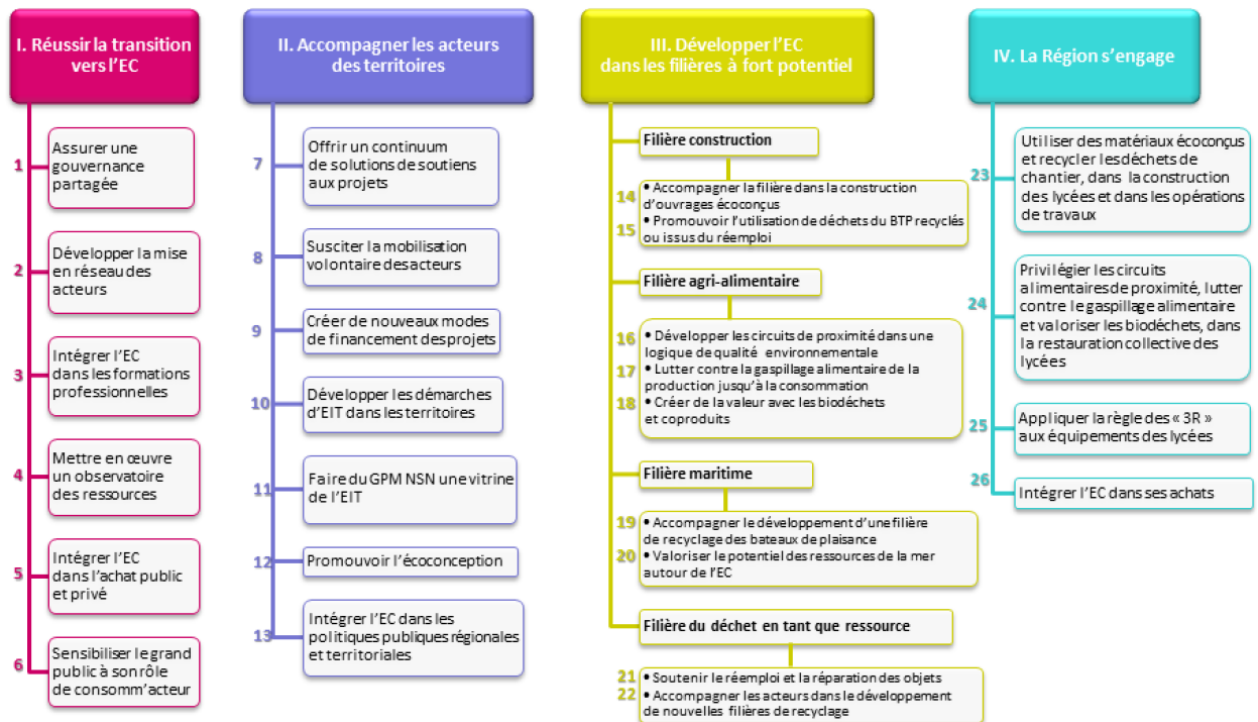 I. Réussir la transition
vers l'EC
1
Assurer une
gouvernance
partagée
2
Développer la mise
en réseau des
acteurs
3
Intégrer l'EC
dans les formations
professionnelles
4
Mettre en œuvre
un observatoire
des ressources
5
Intégrer l'EC
dans l'achat public
et privé
6
Sensibiliser le grand
public à son rôle
de consomm'acteur
II. Accompagner les acteurs
des territoires
7
Offrir un continuum
de solutions de soutiens
aux projets
8
Susciter la mobilisation
volontaire des acteurs
9
Créer de nouveaux modes
de financement des projets
10
Développer les démarches
d'EIT dans les territoires
11
Faire du GPM NSN une vitrine
de l'EIT
12
Promouvoir l'écoconception
13
Intégrer l'EC dans les
politiques publiques régionales
et territoriales
III. Développer l'EC
dans les filières à fort potentiel
Filière construction
14 • Accompagner la filière dans la construction
d'ouvrages écoconçus
15 • Promouvoir l'utilisation de déchets du BTP recyclés
ou issus du réemploi
Filière agri-alimentaire
16 • Développer les circuits de proximité dans une
logique de qualité environnementale
17 • Lutter contre la gaspillage alimentaire de la
production jusqu'à la consommation
18 • Créer de la valeur avec les biodéchets
et coproduits
Filière maritime
19 • Accompagner le développement d'une filière
de recyclage des bateaux de plaisance
20 • Valoriser le potentiel des ressources de la mer
autour de l'EC
Filière du déchet en tant que ressource
21 • Soutenir le réemploi et la réparation des objets
22 • Accompagner les acteurs dans le développement
de nouvelles filières de recyclage
IV. La Région s'engage
23
Utiliser des matériaux écoconçus
et recycler les déchets de
chantier, dans la construction
des lycées et dans les opérations
de travaux
24
Privilégier les circuits
alimentaires de proximité, lutter
contre le gaspillage alimentaire
et valoriser les biodéchets, dans
la restauration collective des
lycées
25
Appliquer la règle des « 3R »
aux équipements des lycées
26
Intégrer l'EC dans ses achats